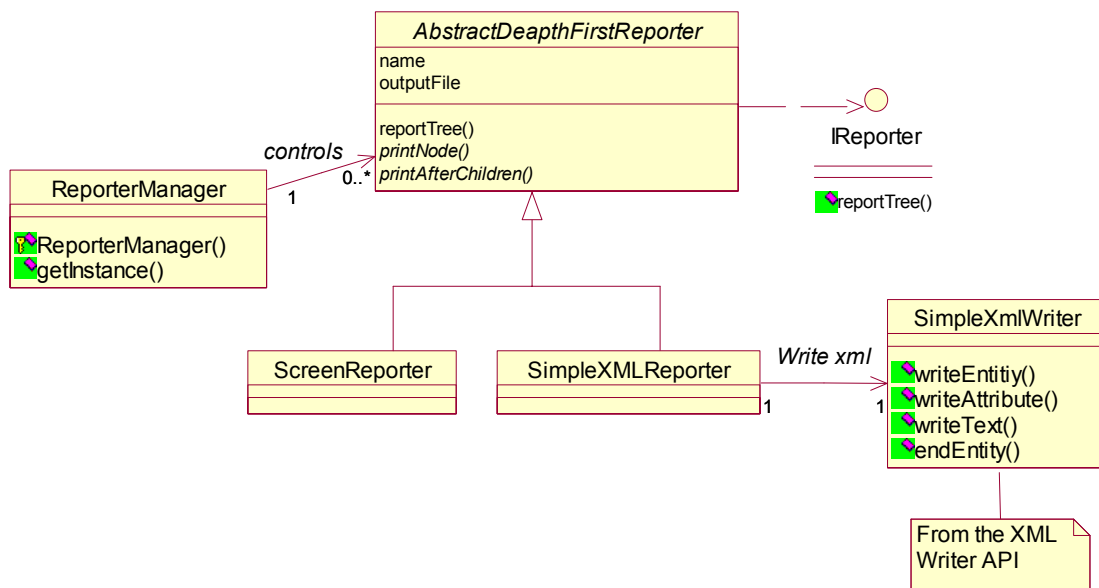 AbstractDeapthFirstReporter
name
outputFile
reportTree()
printNode()
printAfterChildren()
IReporter
reportTree()
controls
1
0..*
ReporterManager
ReporterManager()
getInstance()
ScreenReporter
SimpleXMLReporter
Write xml
1
1
SimpleXmlWriter
writeEntitiy()
writeAttribute()
writeText()
endEntity()
From the XML
Writer API